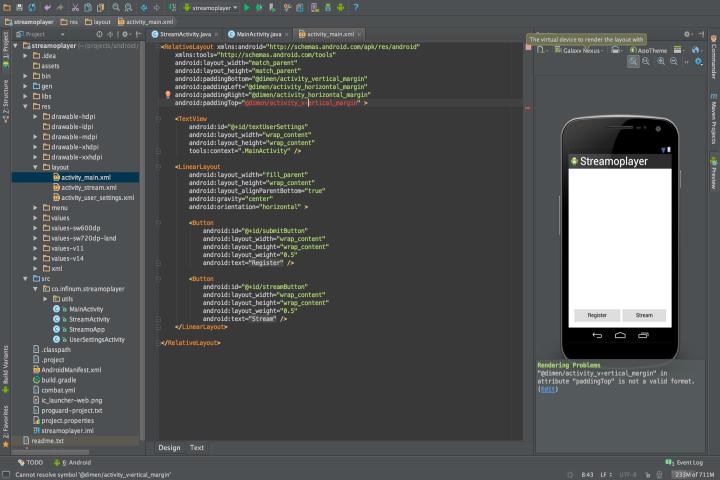 streamoplayer
streamoplayer res layout activity_main.xml
Project
StreamActivity.java MainActivity.java activity_main.xml
Preview
The virtual device to render the layout with
streamoplayer (~/projects/android/
.idea
assets
bin
gen
libs
res
drawable-hdpi
drawable-ldpi
drawable-mdpi
drawable-xhdpi
drawable-xxhdpi
layout
activity_main.xml
activity_stream.xml
activity_user_settings.xml
menu
values
values-sw600dp
values-sw720dp-land
values-v11
values-v14
xml
src
co.infinum.streamoplayer
utils
MainActivity
StreamActivity
StreamoApp
UserSettingsActivity
.classpath
.project
AndroidManifest.xml
build.gradle
combat.yml
ic_launcher-web.png
proguard-project.txt
project.properties
streamoplayer.iml
readme.txt
<RelativeLayout xmlns:android="http://schemas.android.com/apk/res/android"
xmlns:tools="http://schemas.android.com/tools"
android:layout_width="match_parent"
android:layout_height="match_parent"
android:paddingBottom="@dimen/activity_vertical_margin"
android:paddingLeft="@dimen/activity_horizontal_margin"
android:paddingRight="@dimen/activity_horizontal_margin"
android:paddingTop="@dimen/activity_v+ertical_margin" >
<TextView
android:id="@+id/textUserSettings"
android:layout_width="wrap_content"
android:layout_height="wrap_content"
tools:context=".MainActivity" />
<LinearLayout
android:layout_width="fill_parent"
android:layout_height="wrap_content"
android:layout_alignParentBottom="true"
android:gravity="center"
android:orientation="horizontal" >
<Button
android:id="@+id/submitButton"
android:layout_width="wrap_content"
android:layout_height="wrap_content"
android:layout_weight="0.5"
android:text="Register" />
<Button
android:id="@+id/streamButton"
android:layout_width="wrap_content"
android:layout_height="wrap_content"
android:layout_weight="0.5"
android:text="Stream" />
</LinearLayout>
</RelativeLayout>
Design Text
Galaxy Nexus AppTheme
Streamoplayer
Register Stream
Rendering Problems
"@dimen/activity_v+ertical_margin" in
attribute "paddingTop" is not a valid format.
(Edit)
1: Project
7: Structure
Build Variants
2: Favorites
Commander
Maven Projects
Preview
TODO 6: Android Event Log
Cannot resolve symbol '@dimen/activity_v+ertical_margin' 8:43 LF UTF-8 233M of 711M